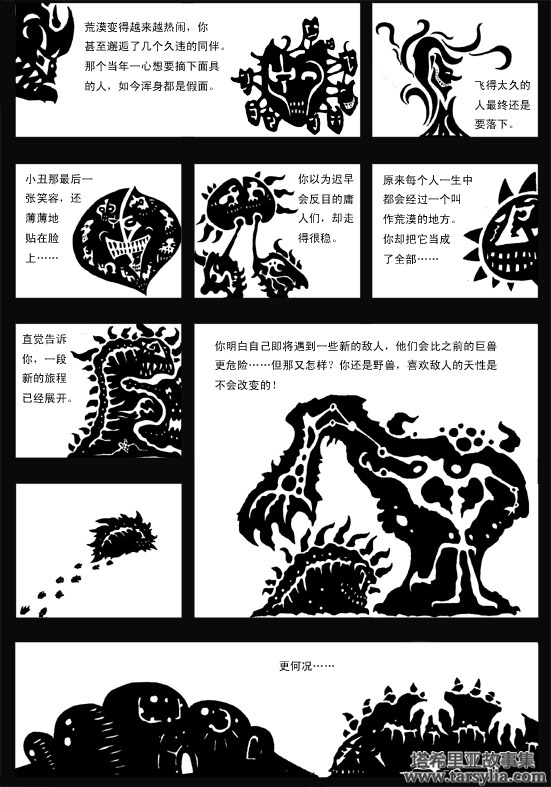 荒漠变得越来越热闹，你
甚至邂逅了几个久违的同伴。
那个当年一心想要摘下面具
的人，如今浑身都是假面。
飞得太久的
人最终还是
要落下。
小丑那最后一
张笑容，还
薄薄地
贴在脸
上……
你以为迟早
会反目的庸
人们，却走
得很稳。
原来每个人一生中
都会经过一个叫
作荒漠的地方。
你却把它当成
了全部……
直觉告诉
你，一段
新的旅程
已经展开。
你明白自己即将遇到一些新的敌人，他们会比之前的巨兽
更危险……但那又怎样？你还是野兽，喜欢敌人的天性是
不会改变的！
更何况……
塔希里亚故事集
www.tarsylia.com